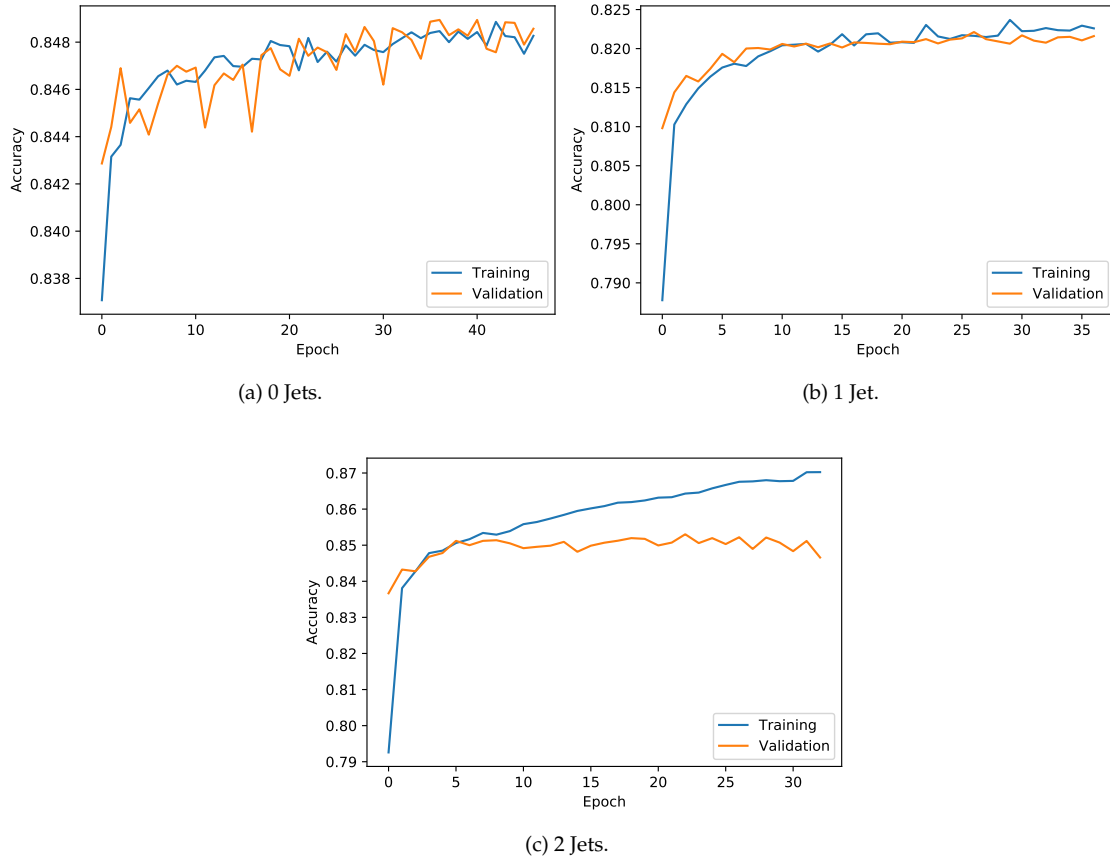 0.848
0.846
0.844
0.842
0.840
0.838
Accuracy
0 10 20 30 40
Epoch
Training
Validation
(a) 0 Jets.
0.825
0.820
0.815
0.810
0.805
0.800
0.795
0.790
Accuracy
0 5 10 15 20 25 30 35
Epoch
Training
Validation
(b) 1 Jet.
0.87
0.86
0.85
0.84
0.83
0.82
0.81
0.80
0.79
Accuracy
0 5 10 15 20 25 30
Epoch
Training
Validation
(c) 2 Jets.